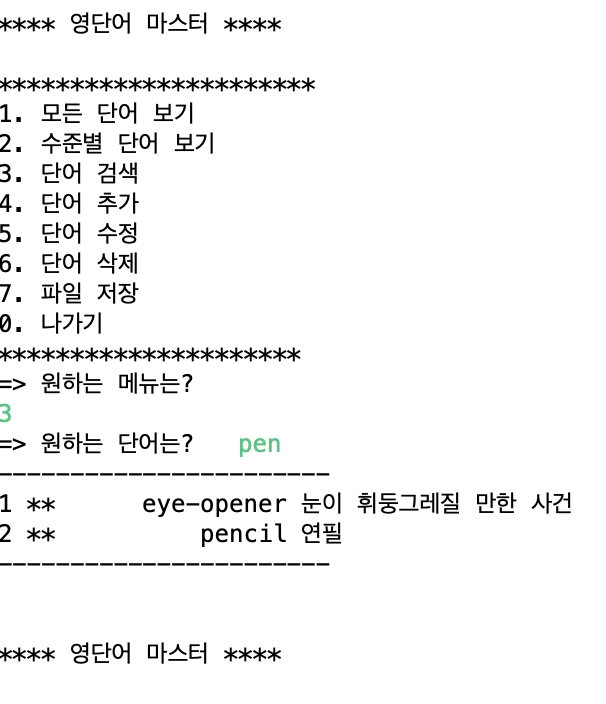 **** 영단어 마스터 ****
**********************
1. 모든 단어 보기
2. 수준별 단어 보기
3. 단어 검색
4. 단어 추가
5. 단어 수정
6. 단어 삭제
7. 파일 저장
0. 나가기
*********************
=> 원하는 메뉴는?
3
=> 원하는 단어는? pen
-----------------------
1 ** eye-opener 눈이 휘둥그레질 만한 사건
2 ** pencil 연필
-----------------------
**** 영단어 마스터 ****